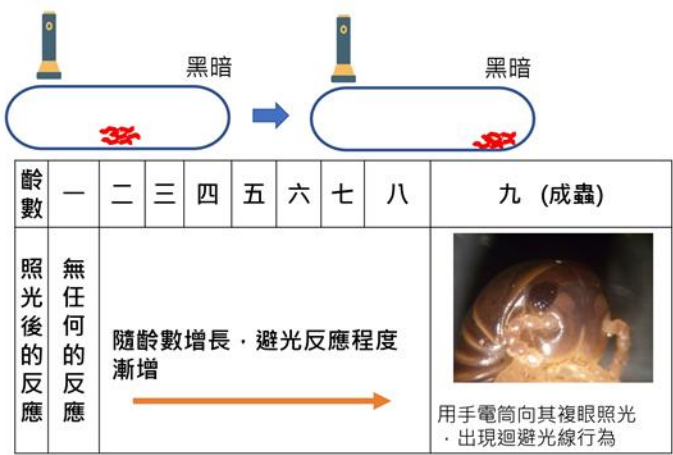 黑暗
黑暗
齡數 一 二 三 四 五 六 七 八 九 (成蟲)
照光後的反應
無任何的反應
隨齡數增長，避光反應程度
漸增
用手電筒向其複眼照光
，出現迴避光線行為